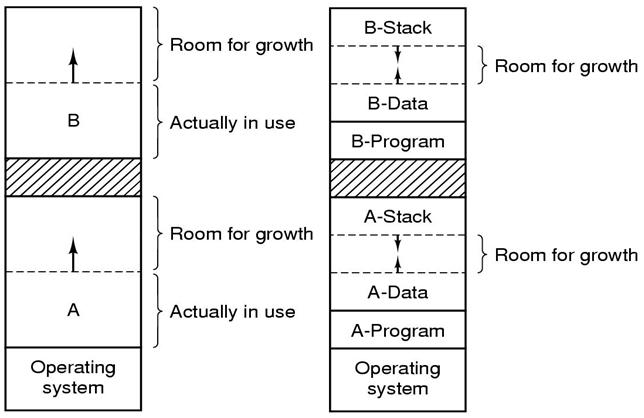 Room for growth
B
Actually in use
Room for growth
A
Actually in use
Operating
system
B-Stack
Room for growth
B-Data
B-Program
A-Stack
Room for growth
A-Data
A-Program
Operating
system